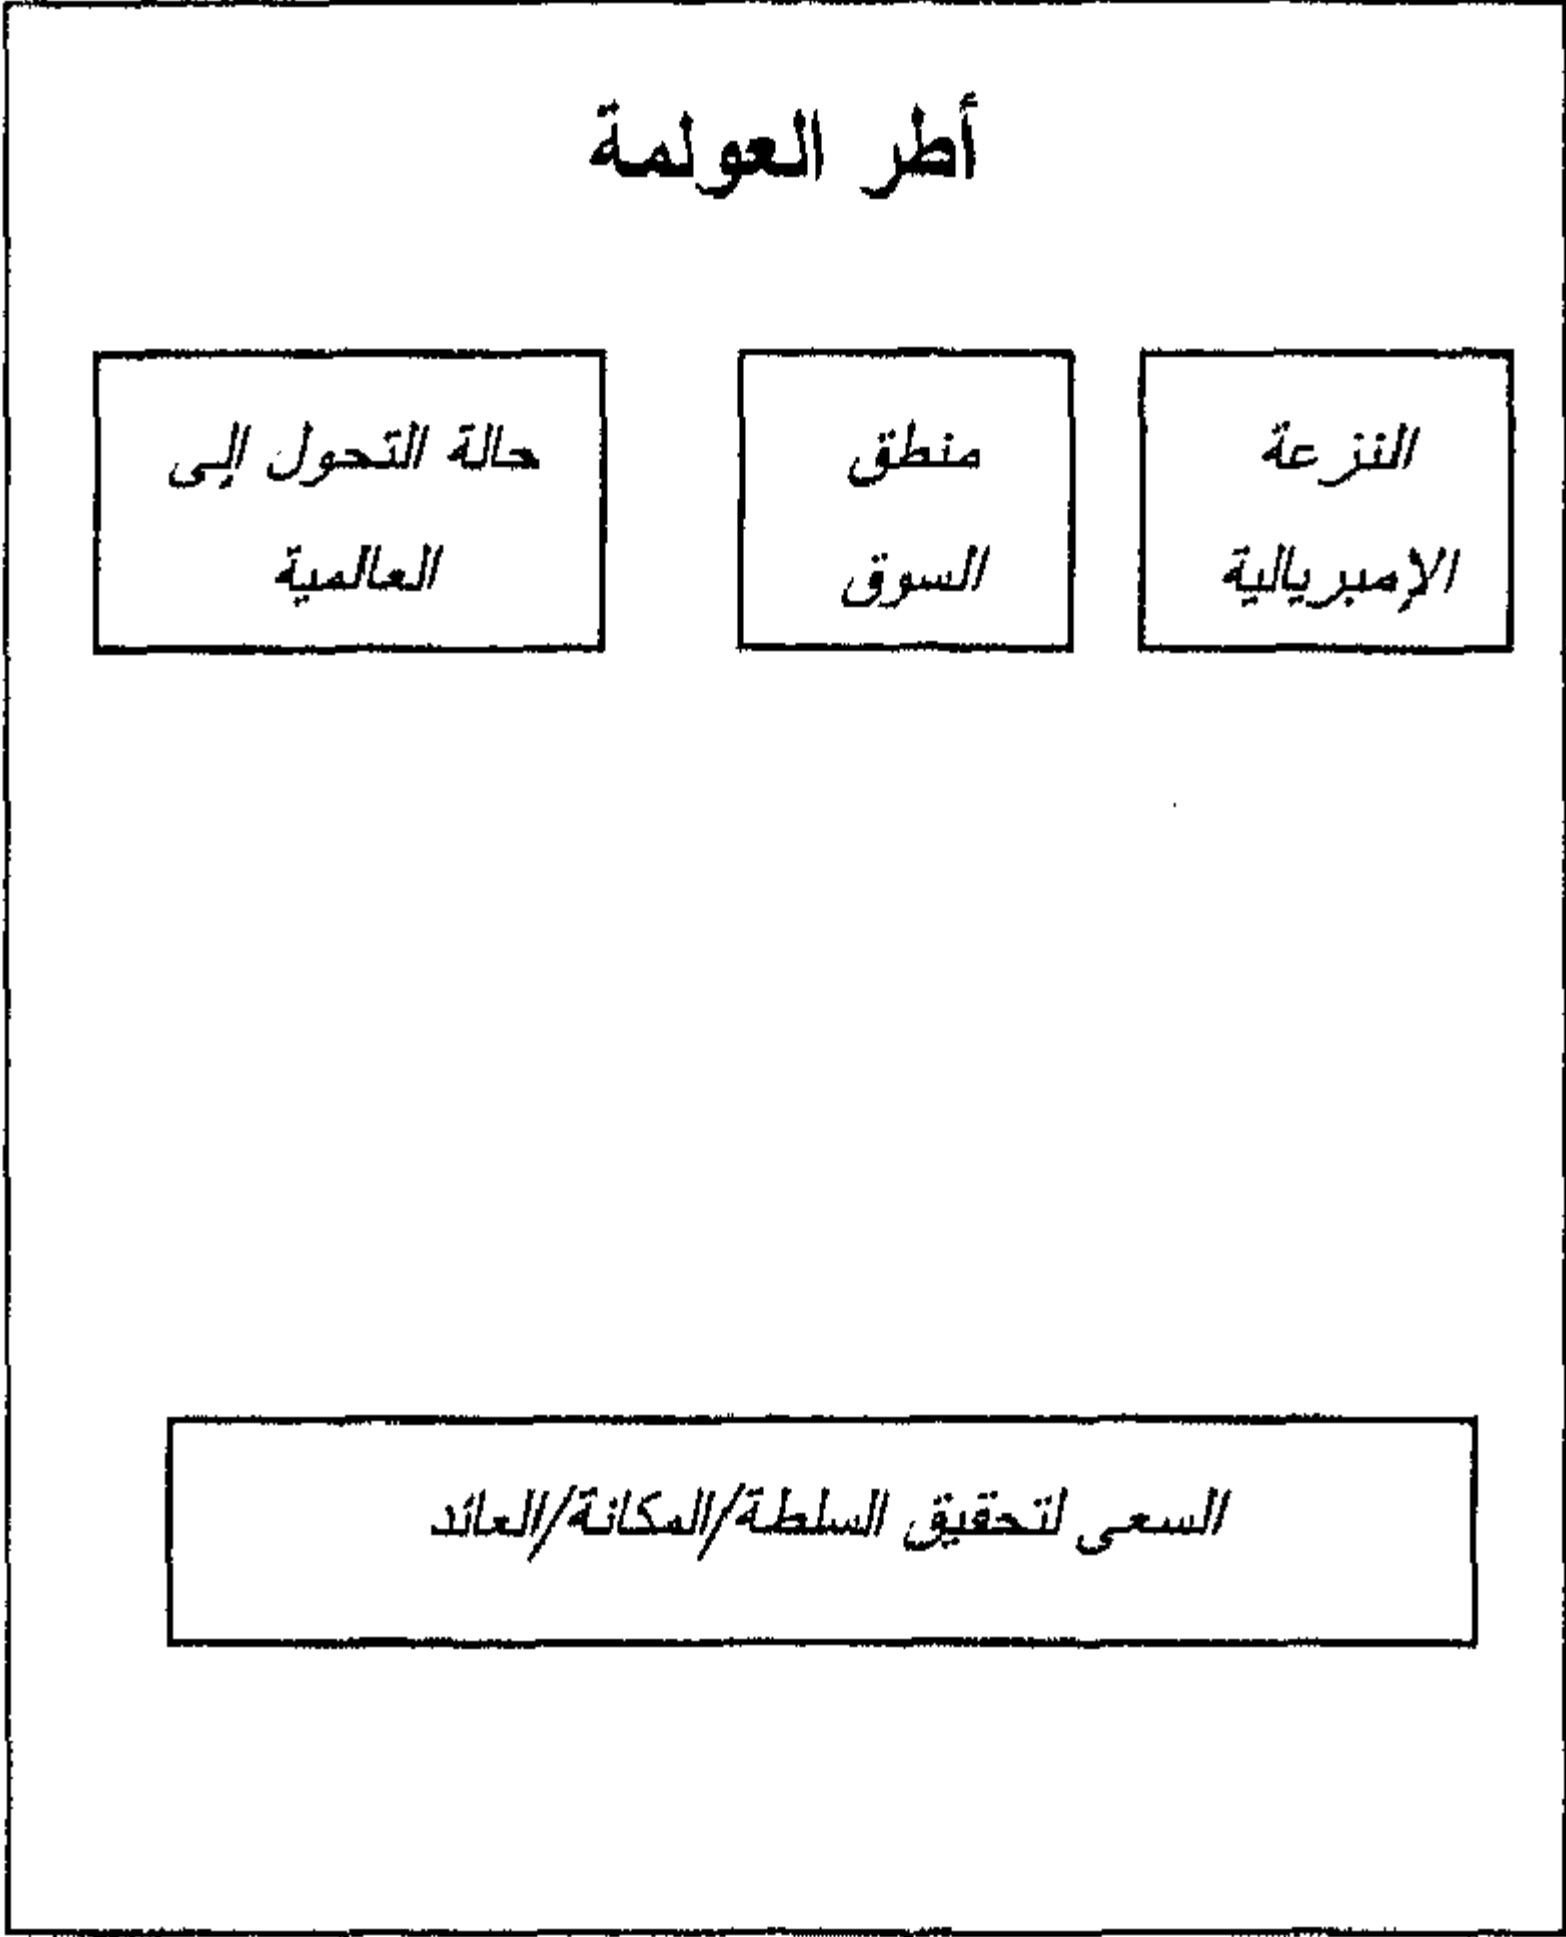 أطر العولمة
النزعة
الإمبريالية
منطق
السوق
حالة التحول إلى
العالمية
السعى لتحقيق السلطة/المكانة/العائد